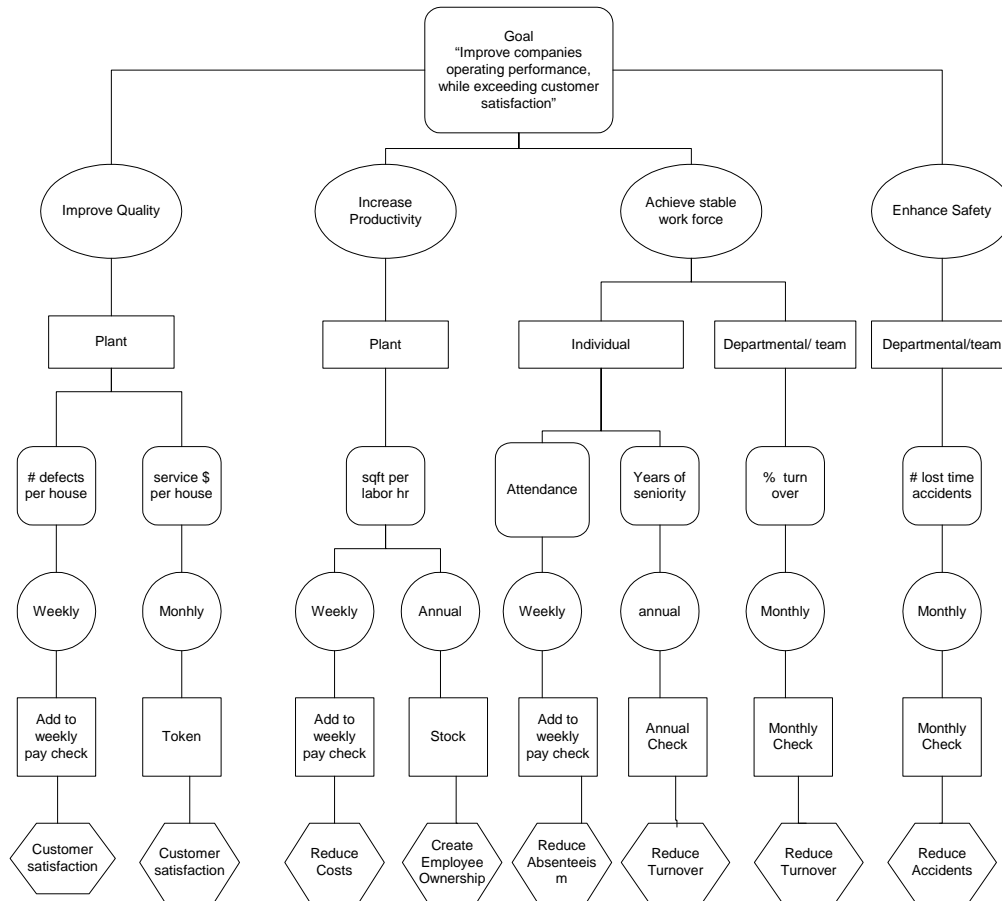 Goal
“Improve companies
operating performance,
while exceeding customer
satisfaction”
Improve Quality
Increase
Productivity
Achieve stable
work force
Enhance Safety
Plant
Plant
Individual
Departmental/ team
Departmental/team
# defects
per house
service $
per house
sqft per
labor hr
Attendance
Years of
seniority
% turn
over
# lost time
accidents
Weekly
Monhly
Weekly
Annual
Weekly
annual
Monthly
Monthly
Add to
weekly
pay check
Token
Add to
weekly
pay check
Stock
Add to
weekly
pay check
Annual
Check
Monthly
Check
Monthly
Check
Customer
satisfaction
Customer
satisfaction
Reduce
Costs
Create
Employee
Ownership
Reduce
Absenteeis
m
Reduce
Turnover
Reduce
Turnover
Reduce
Accidents